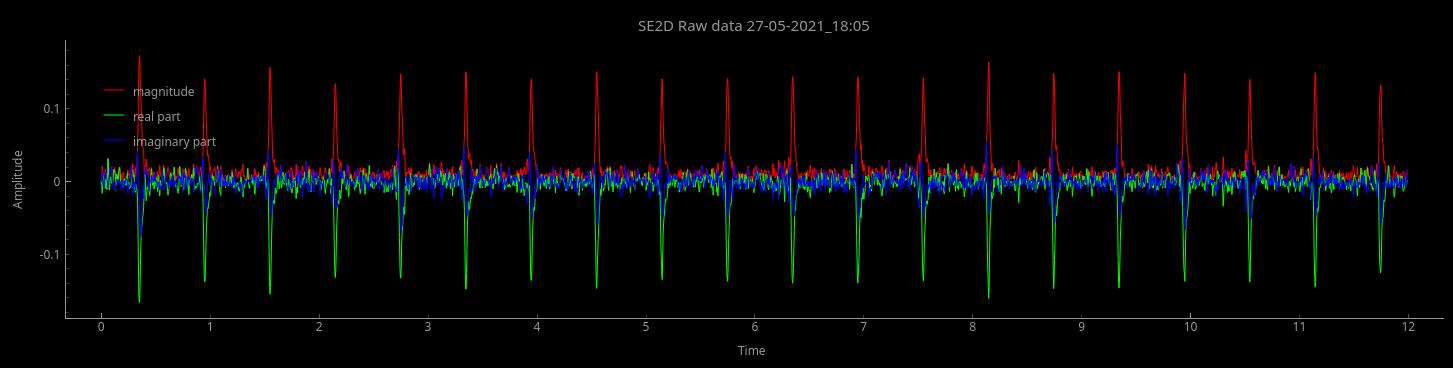 SE2D Raw data 27-05-2021_18:05
magnitude
0.1
real part
imaginary part
0
Amplitude
-0.1
0 1 2 3 4 5 6 7 8 9 10 11 12
Time